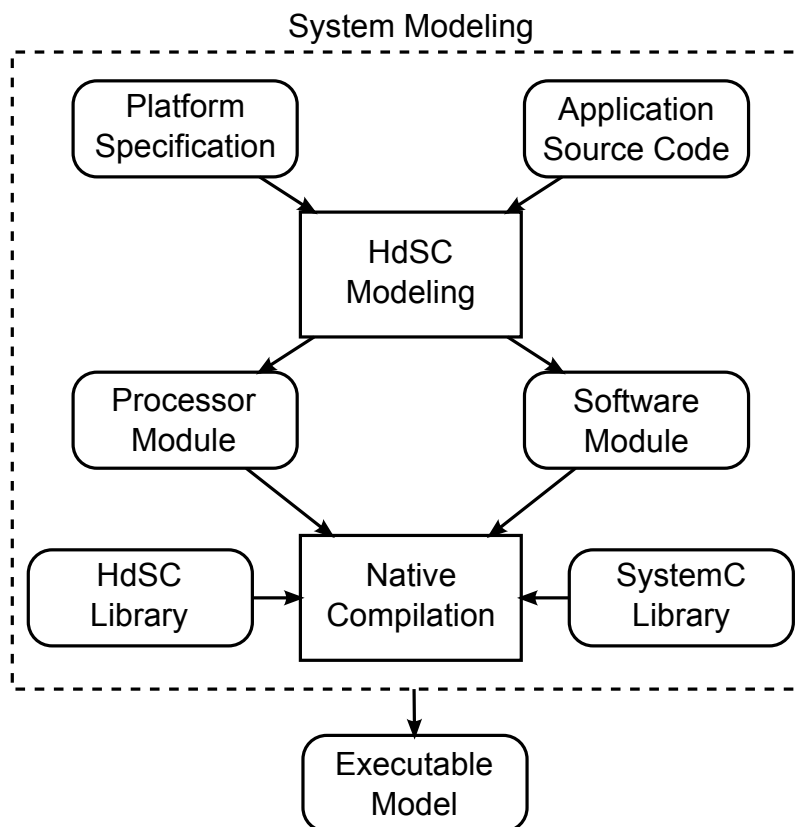 System Modeling
Platform
Specification
Application
Source Code
HdSC
Modeling
Processor
Module
Software
Module
HdSC
Library
Native
Compilation
SystemC
Library
Executable
Model